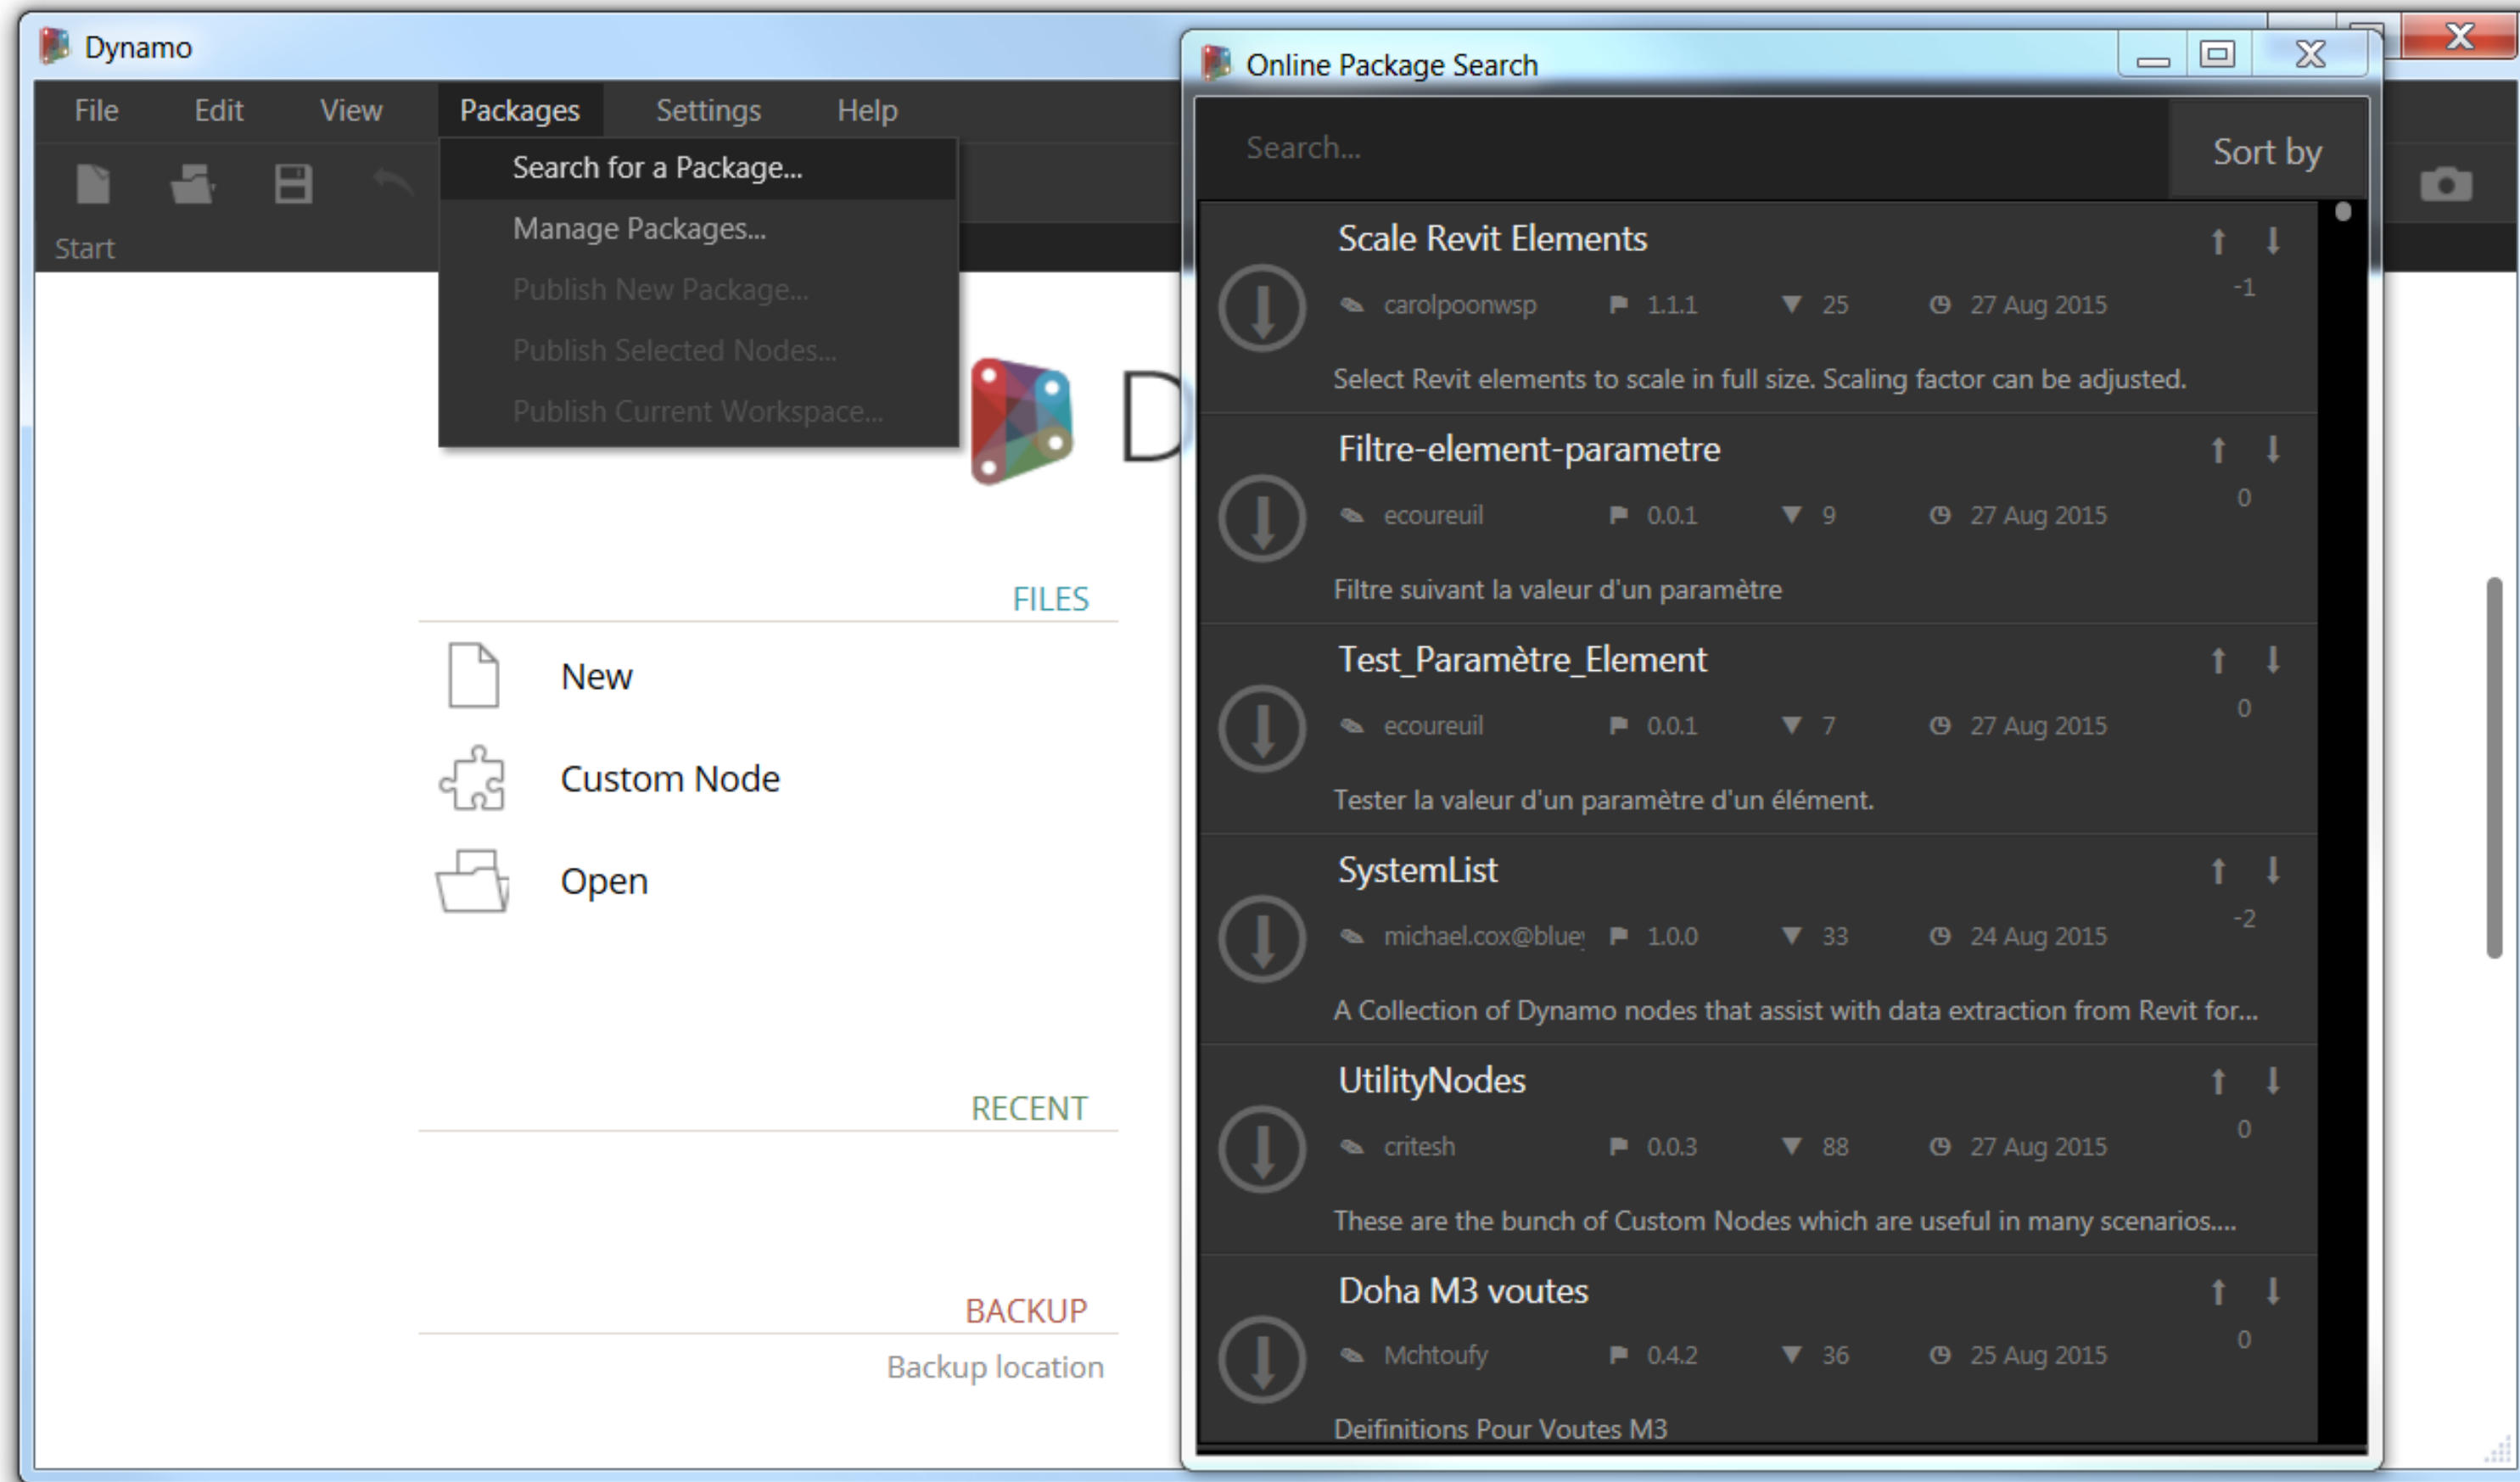 Dynamo
File Edit View Packages Settings Help
Search for a Package...
Manage Packages...
Publish New Package...
Publish Selected Nodes...
Publish Current Workspace...
Start
D
FILES
New
Custom Node
Open
RECENT
BACKUP
Backup location
Online Package Search
Search... Sort by
Scale Revit Elements
carolpoonwsp 1.1.1 25 27 Aug 2015 -1
Select Revit elements to scale in full size. Scaling factor can be adjusted.
Filtre-element-parametre
ecoureuil 0.0.1 9 27 Aug 2015 0
Filtre suivant la valeur d'un paramètre
Test_Paramètre_Element
ecoureuil 0.0.1 7 27 Aug 2015 0
Tester la valeur d'un paramètre d'un élément.
SystemList
michael.cox@bluey 1.0.0 33 24 Aug 2015 -2
A Collection of Dynamo nodes that assist with data extraction from Revit for...
UtilityNodes
critesh 0.0.3 88 27 Aug 2015 0
These are the bunch of Custom Nodes which are useful in many scenarios....
Doha M3 voutes
Mchtoufy 0.4.2 36 25 Aug 2015 0
Deifinitions Pour Voutes M3